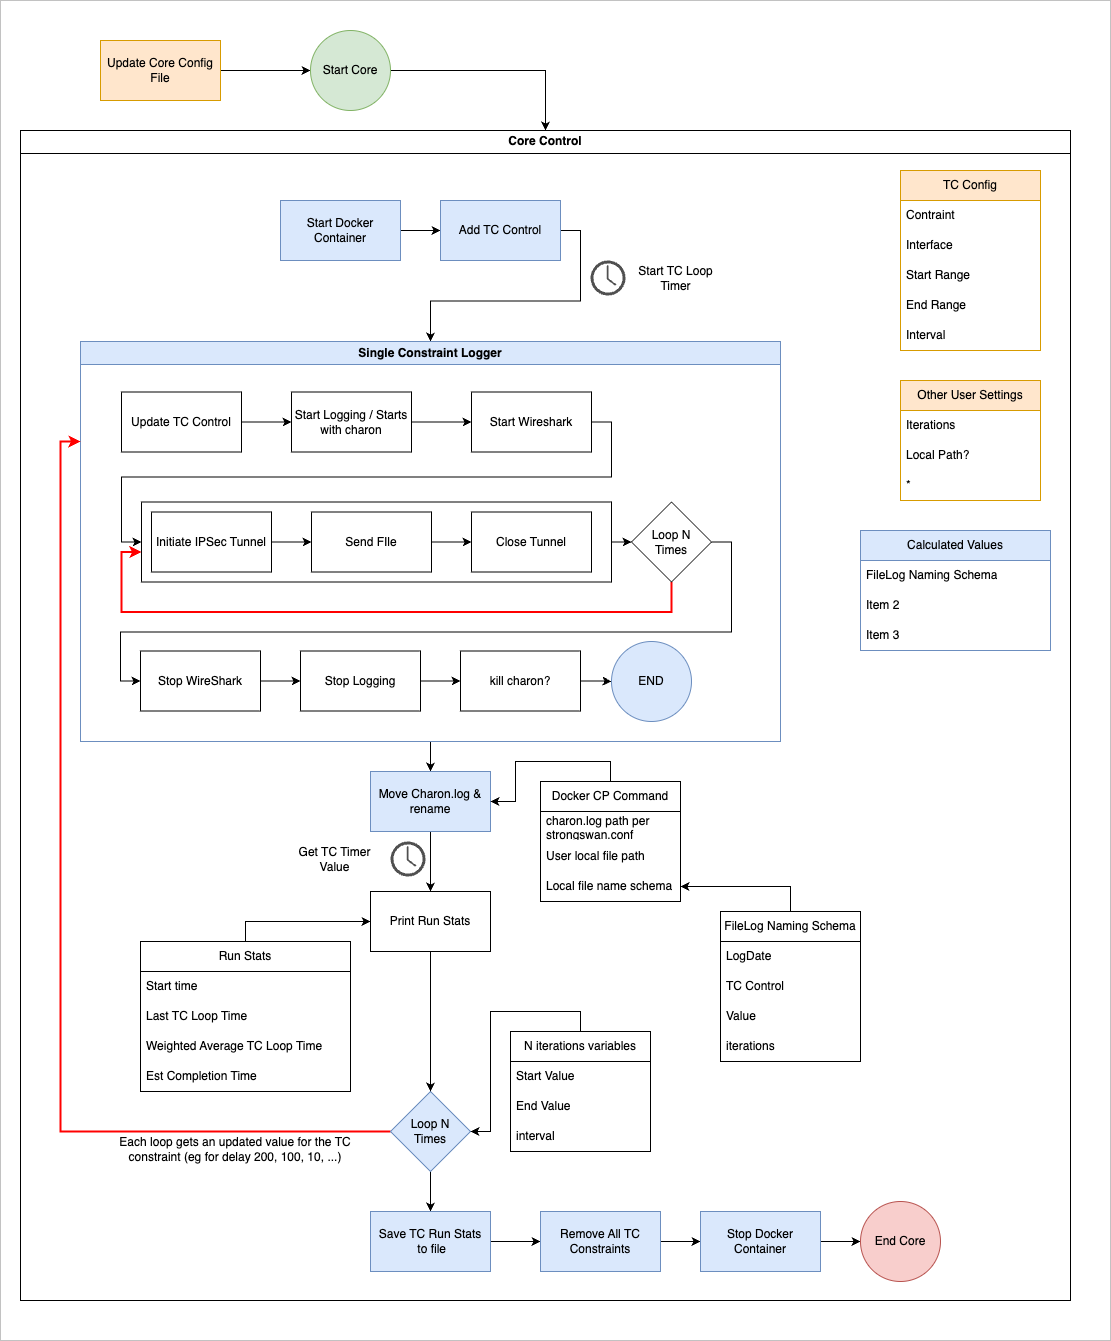 Update Core Config
File
Start Core
Core Control
Start Docker
Container
Add TC Control
Start TC Loop
Timer
TC Config
Contraint
Interface
Start Range
End Range
Interval
Other User Settings
Iterations
Local Path?
*
Calculated Values
FileLog Naming Schema
Item 2
Item 3
Single Constraint Logger
Update TC Control
Start Logging / Starts
with charon
Start Wireshark
Initiate IPSec Tunnel
Send FIle
Close Tunnel
Loop N
Times
Stop WireShark
Stop Logging
kill charon?
END
Move Charon.log &
rename
Docker CP Command
charon.log path per
strongswan.conf
User local file path
Local file name schema
Get TC Timer
Value
Print Run Stats
FileLog Naming Schema
LogDate
TC Control
Value
iterations
Run Stats
Start time
Last TC Loop Time
Weighted Average TC Loop Time
Est Completion Time
N iterations variables
Start Value
End Value
interval
Loop N
Times
Each loop gets an updated value for the TC
constraint (eg for delay 200, 100, 10, ...)
Save TC Run Stats
to file
Remove All TC
Constraints
Stop Docker
Container
End Core